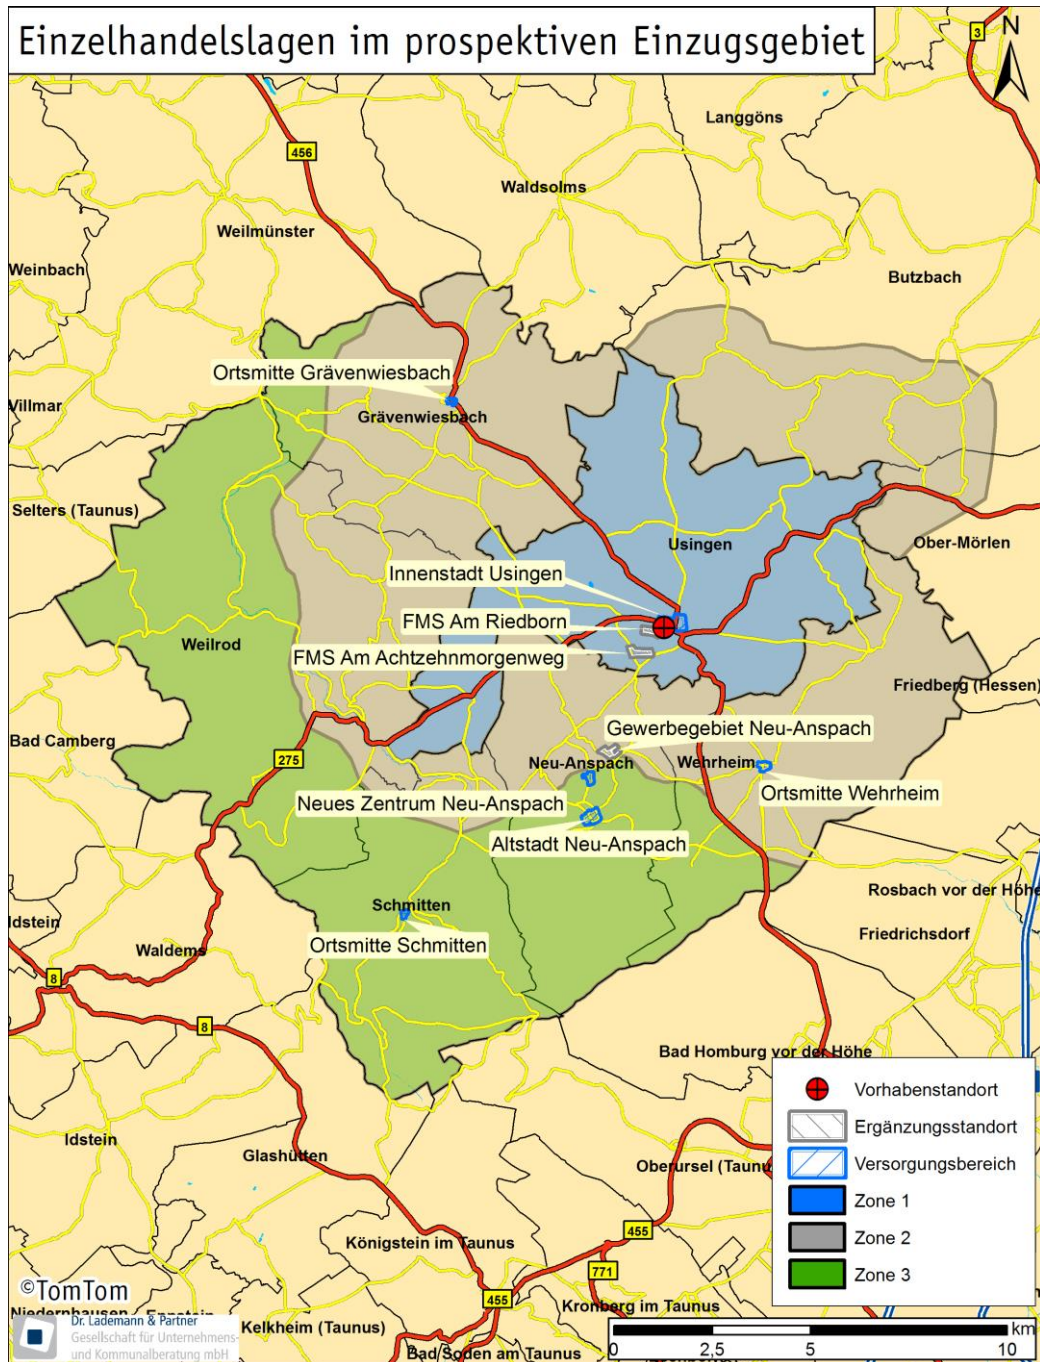 Einzelhandelslagen im prospektiven Einzugsgebiet
N
3
Langgöns
456
Waldsolms
Weilmünster
Weinbach
Butzbach
Ortsmitte Grävenwiesbach
Villmar
Grävenwiesbach
Selters (Taunus)
Usingen
Ober-Mörlen
Innenstadt Usingen
FMS Am Riedborn
Weilrod
FMS Am Achtzehnmorgenweg
Friedberg (Hessen)
Gewerbegebiet Neu-Anspach
Bad Camberg
275
Neu-Anspach
Wehrheim
Neues Zentrum Neu-Anspach
Ortsmitte Wehrheim
Altstadt Neu-Anspach
Rosbach vor der Höhe
Schmitten
Idstein
Friedrichsdorf
Ortsmitte Schmitten
Waldems
8
8
Bad Homburg vor der Höhe
Vorhabenstandort
Ergänzungsstandort
Idstein
Glashütten
Oberursel (Taunu
Versorgungsbereich
Zone 1
455
Zone 2
Königstein im Taunus
771
Zone 3
©TomTom
455
Kronberg im Taunus
Niedernhausen
Eppstein
Dr. Lademann & Partner
Gesellschaft für Unternehmens-
und Kommunalberatung mbH
Kelkheim (Taunus)
Bad Soden am Taunus
km
0
2,5
5
10